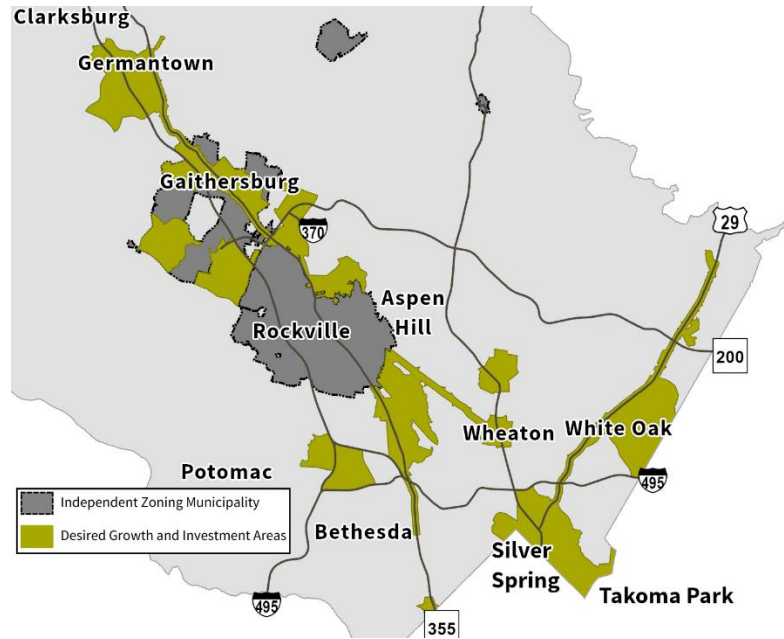 Clarksburg
Germantown
Gaithersburg
370
29
Aspen
Hill
Rockville
200
Wheaton
White Oak
Potomac
495
Independent Zoning Municipality
Desired Growth and Investment Areas
Bethesda
Silver
Spring
Takoma Park
495
355